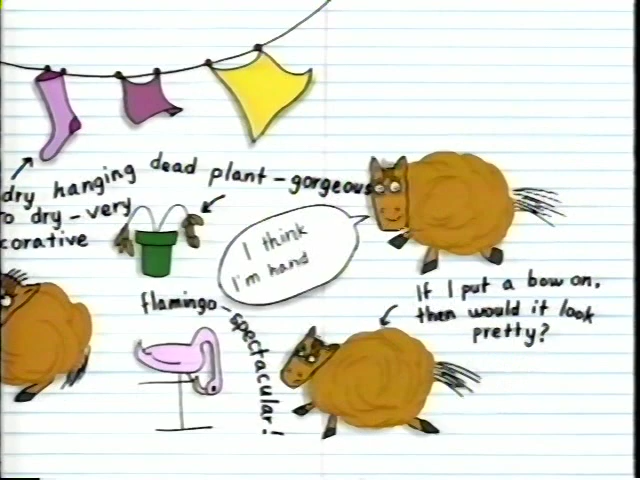 dry hanging
to dry - very
corative
dead plant - gorgeous
I think
I'm hand
flamingo - spectacular!
If I put a bow on,
then would it look
pretty?